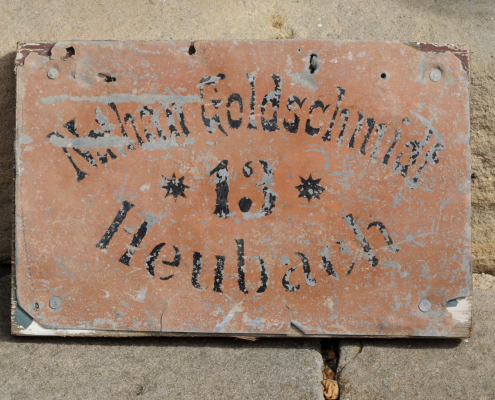 Nathan Goldschmidt
* 13 *
Heubach